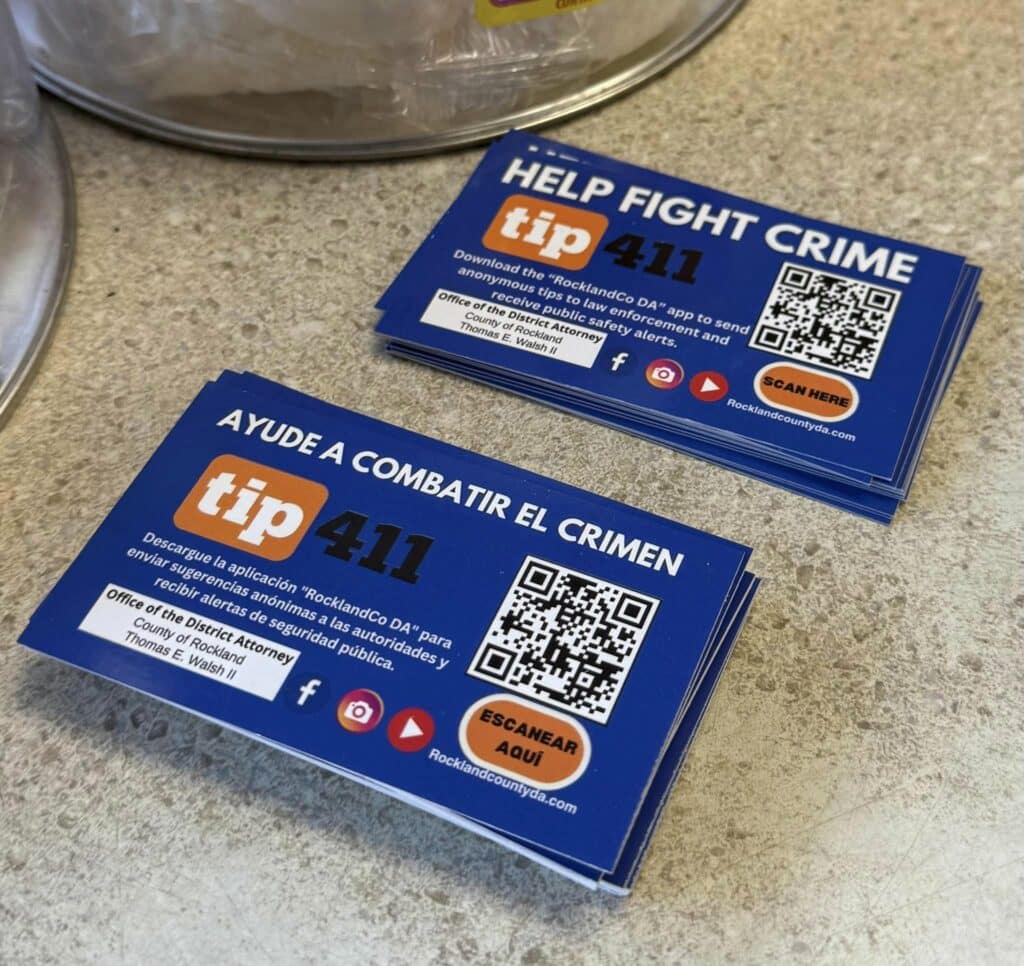 HELP FIGHT CRIME
tip 411
Download the "RocklandCo DA" app to send
anonymous tips to law enforcement and
receive public safety alerts.
Office of the District Attorney
County of Rockland
Thomas E. Walsh II
SCAN HERE
Rocklandcountyda.com
AYUDE A COMBATIR EL CRIMEN
tip 411
Descargue la aplicación "RocklandCo DA" para
enviar sugerencias anónimas a las autoridades y
recibir alertas de seguridad pública.
Office of the District Attorney
County of Rockland
Thomas E. Walsh II
ESCANEAR
AQUÍ
Rocklandcountyda.com